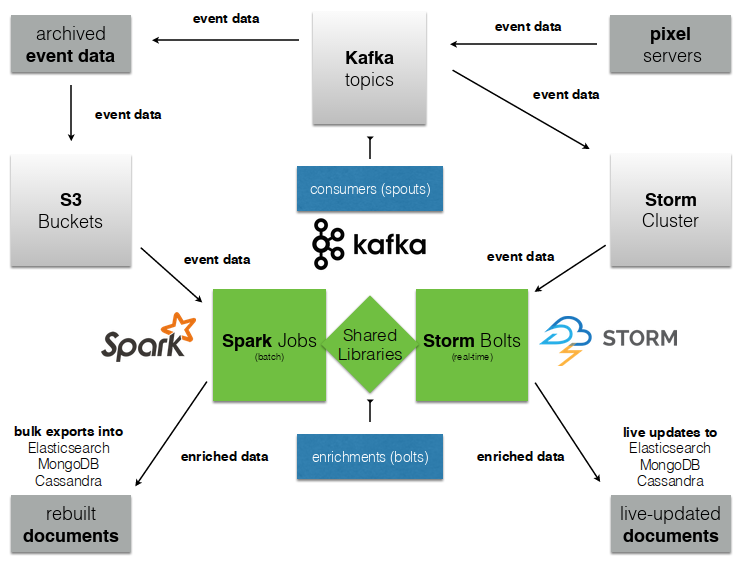 event data
archived
event data
Kafka
topics
event data
pixel
servers
event data
event data
S3
Buckets
consumers (spouts)
Storm
Cluster
kafka
event data
event data
Spark
Spark Jobs
(batch)
Shared
Libraries
Storm Bolts
(real-time)
STORM
bulk exports into
Elasticsearch
MongoDB
Cassandra
enriched data
enrichments (bolts)
enriched data
live updates to
Elasticsearch
MongoDB
Cassandra
rebuilt
documents
live-updated
documents